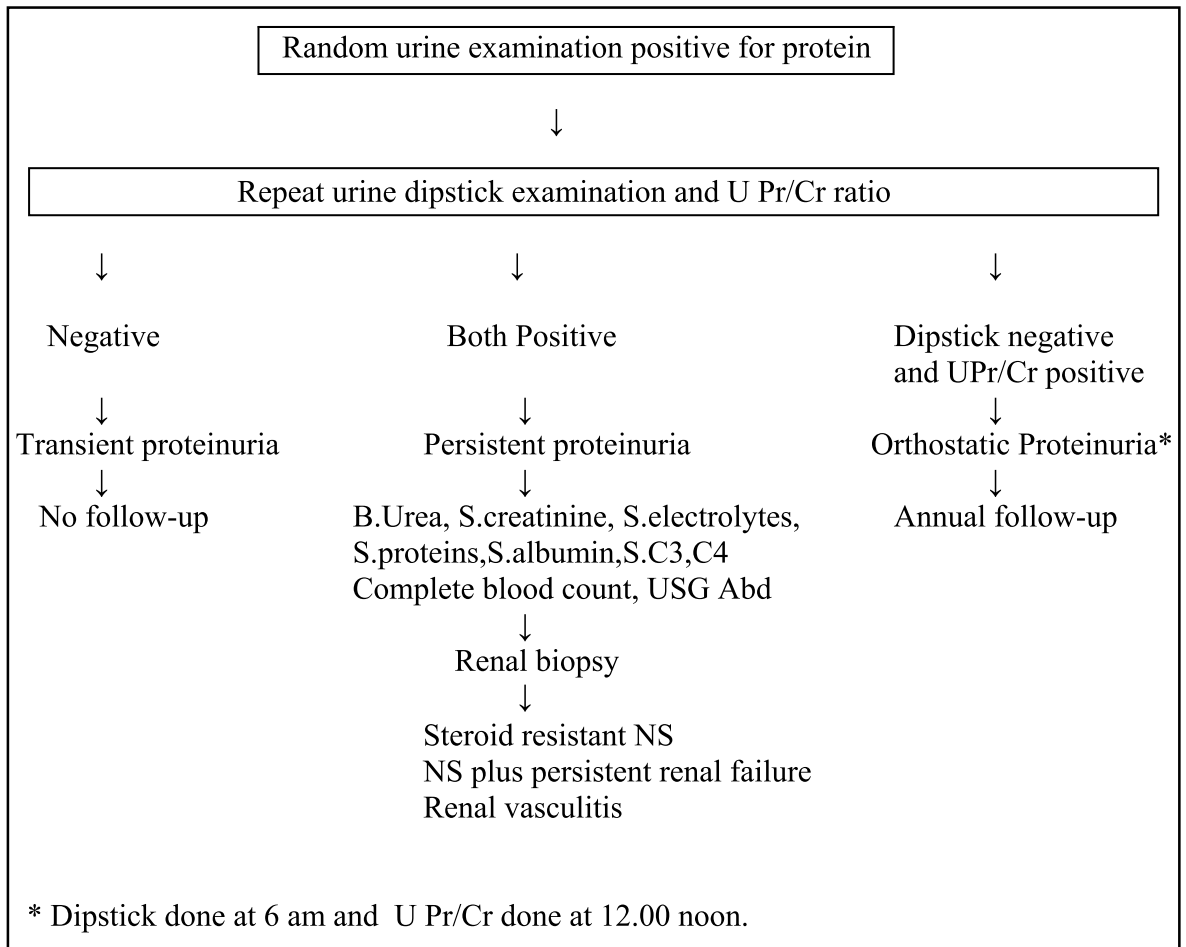 Random urine examination positive for protein
↓
Repeat urine dipstick examination and U Pr/Cr ratio
↓ ↓ ↓
Negative
↓
Transient proteinuria
↓
No follow-up
Both Positive
↓
Persistent proteinuria
↓
B.Urea, S.creatinine, S.electrolytes,
S.proteins,S.albumin,S.C3,C4
Complete blood count, USG Abd
↓
Renal biopsy
↓
Steroid resistant NS
NS plus persistent renal failure
Renal vasculitis
Dipstick negative
and UPr/Cr positive
↓
Orthostatic Proteinuria*
↓
Annual follow-up
* Dipstick done at 6 am and U Pr/Cr done at 12.00 noon.